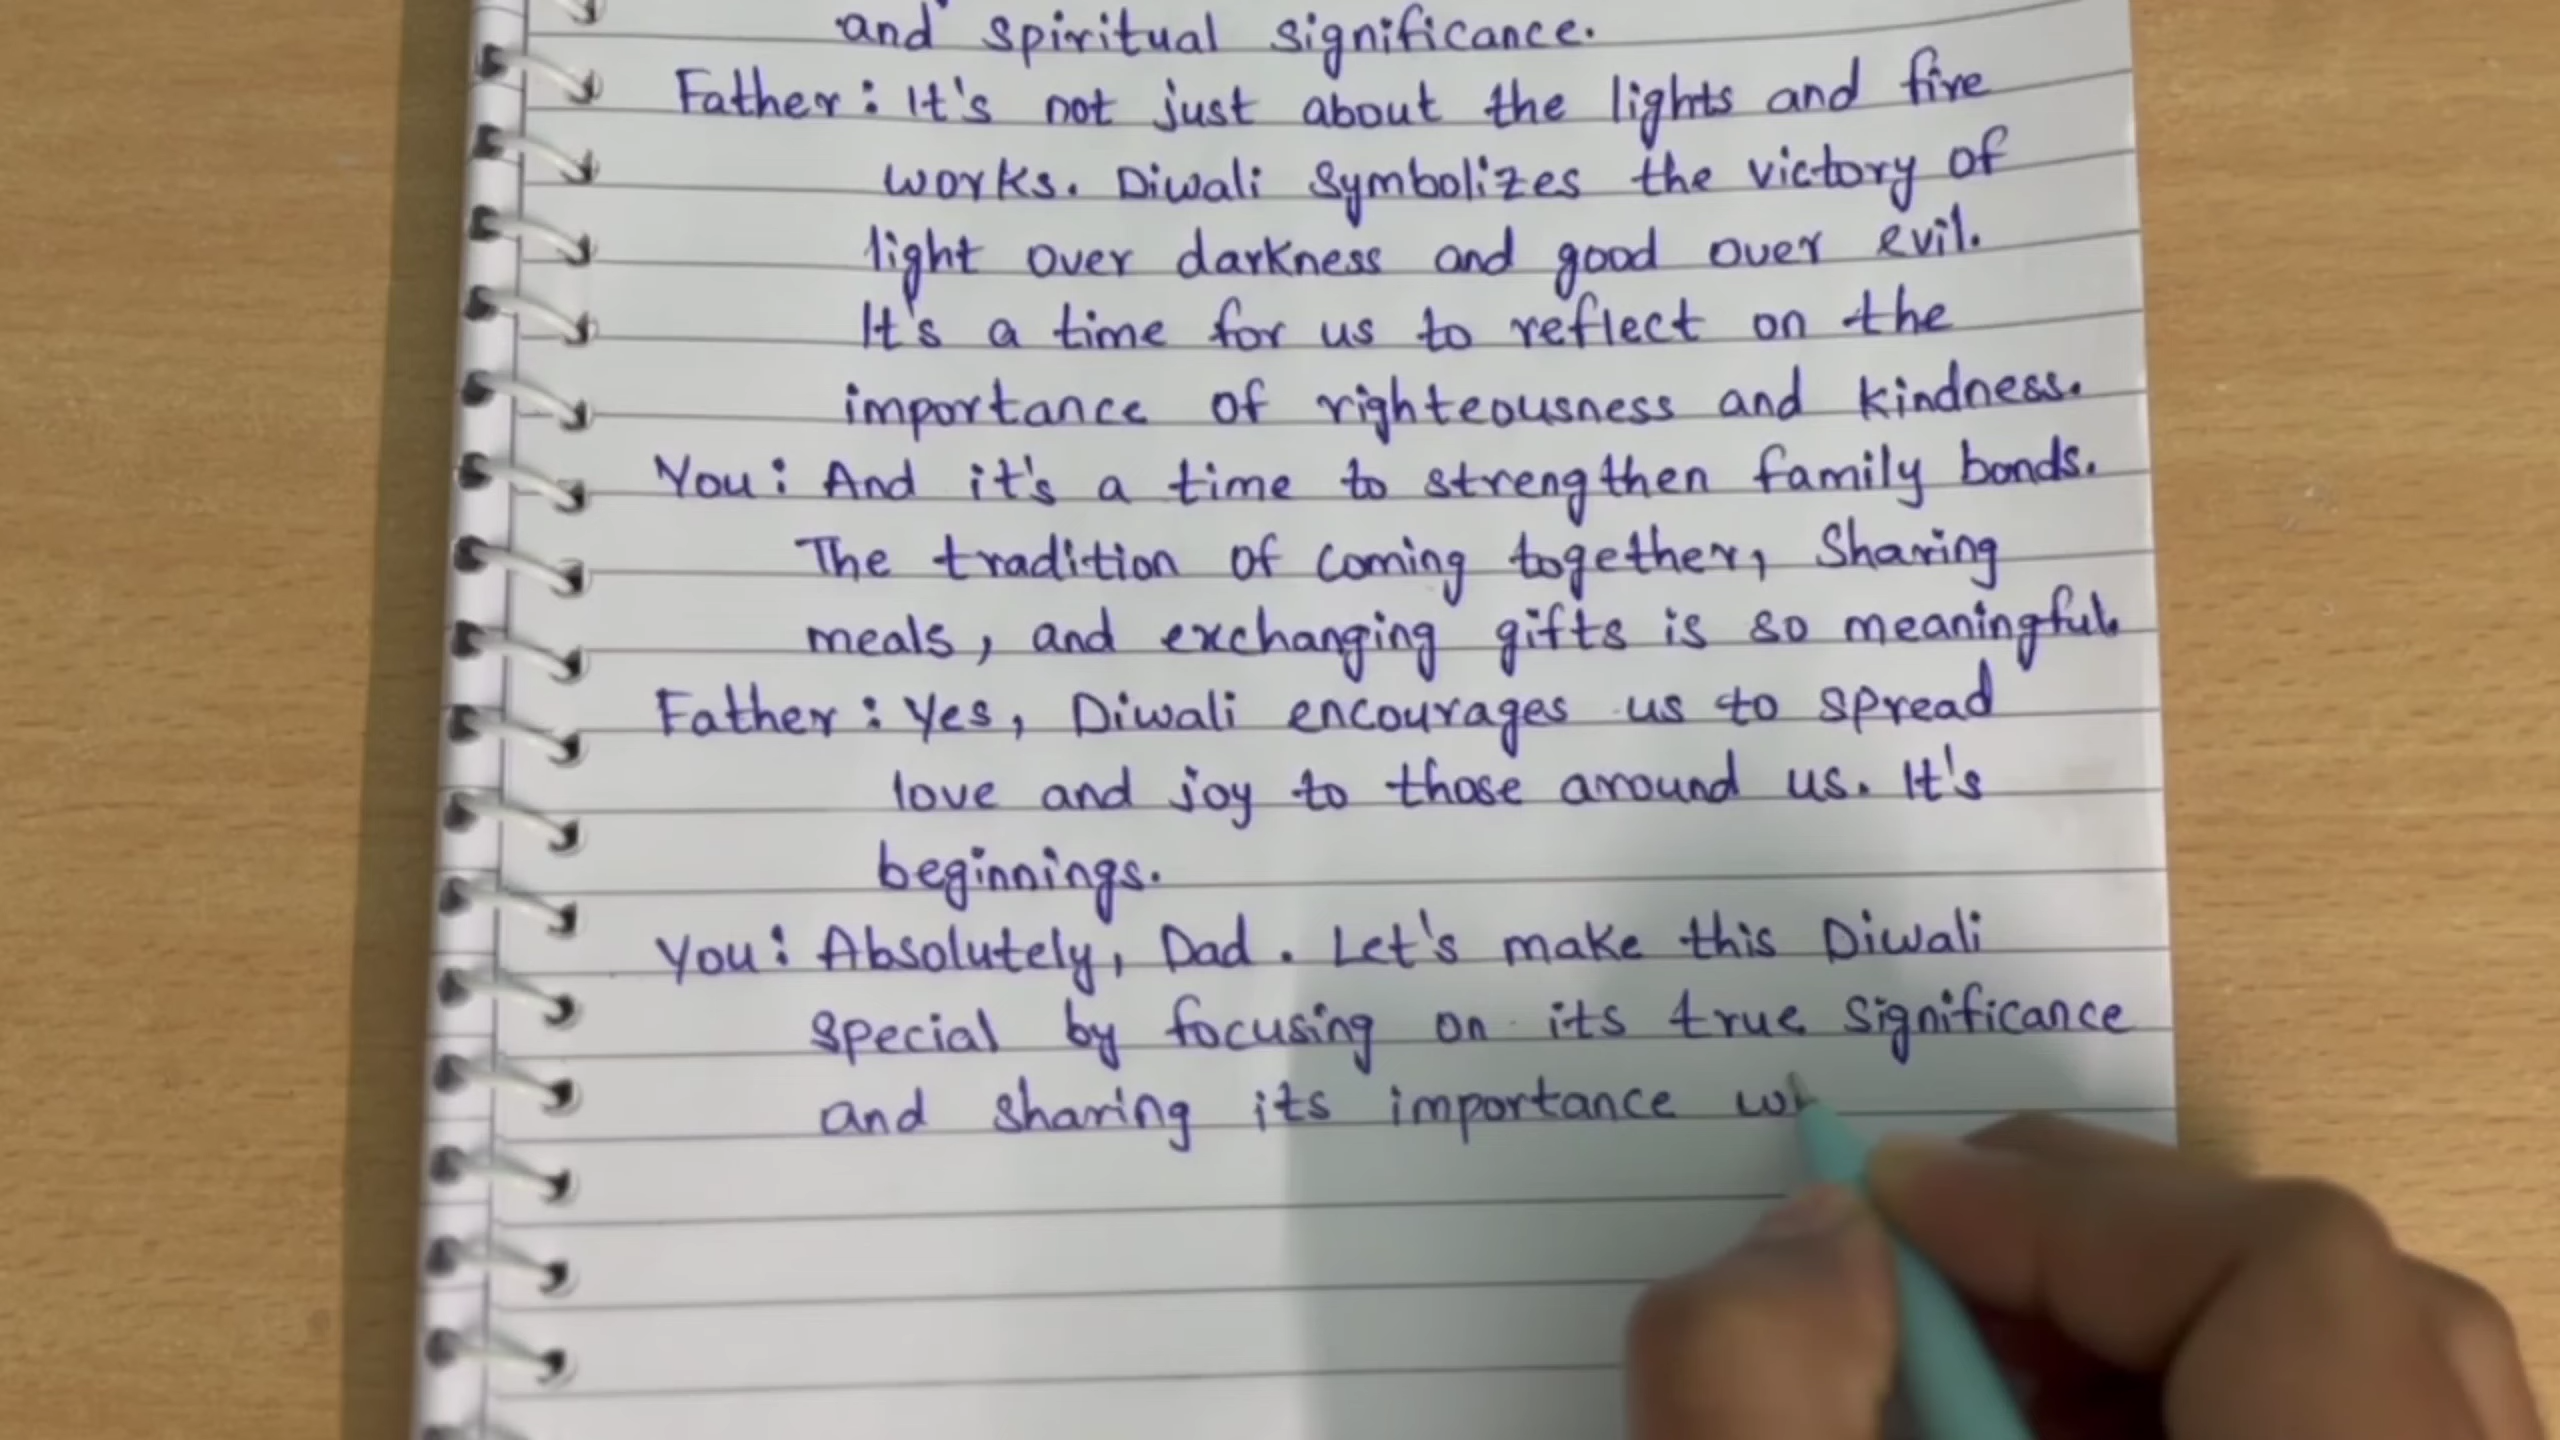 and spiritual significance.
Father: It's not just about the lights and fire
works. Diwali symbolizes the victory of
light over darkness and good over evil.
It's a time for us to reflect on the
importance of righteousness and kindness.
You: And it's a time to strengthen family bonds.
The tradition of coming together, sharing
meals, and exchanging gifts is so meaningful.
Father: Yes, Diwali encourages us to spread
love and joy to those around us. It's
beginnings.
You: Absolutely, Dad. Let's make this Diwali
special by focusing on its true significance
and sharing its importance